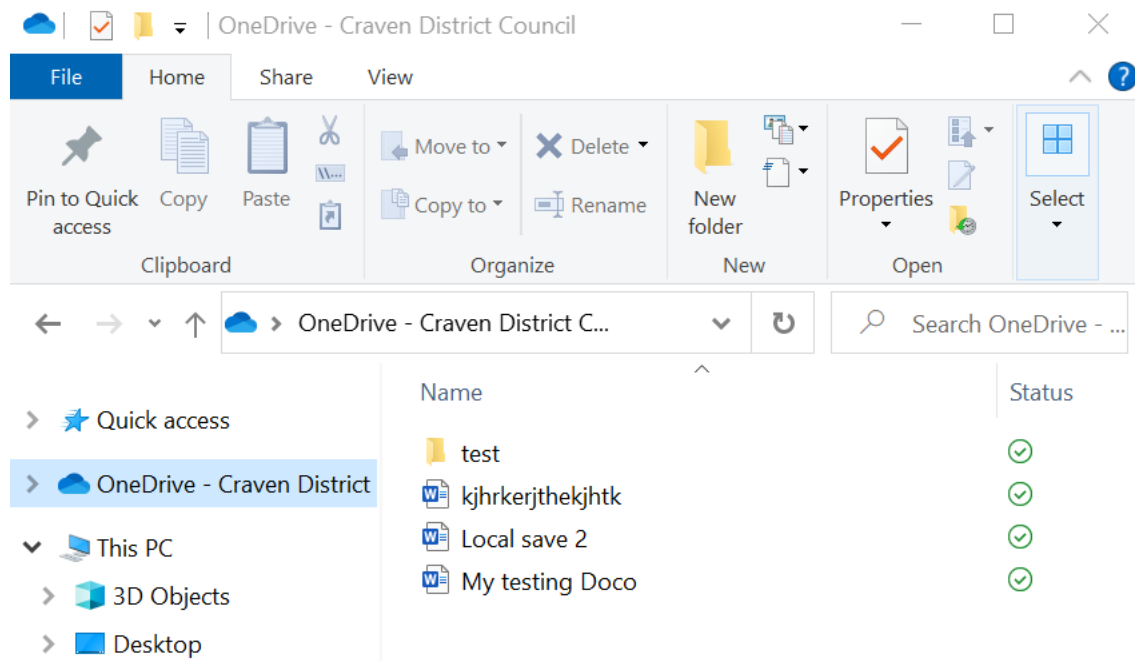 OneDrive - Craven District Council
File Home Share View
Pin to Quick access
Copy
Paste
Move to
Copy to
Delete
Rename
New folder
Properties
Select
Clipboard Organize New Open
OneDrive - Craven District C...
Search OneDrive - ...
Name Status
Quick access
OneDrive - Craven District
This PC
3D Objects
Desktop
test
kjhrkerjthekjhtk
Local save 2
My testing Doco